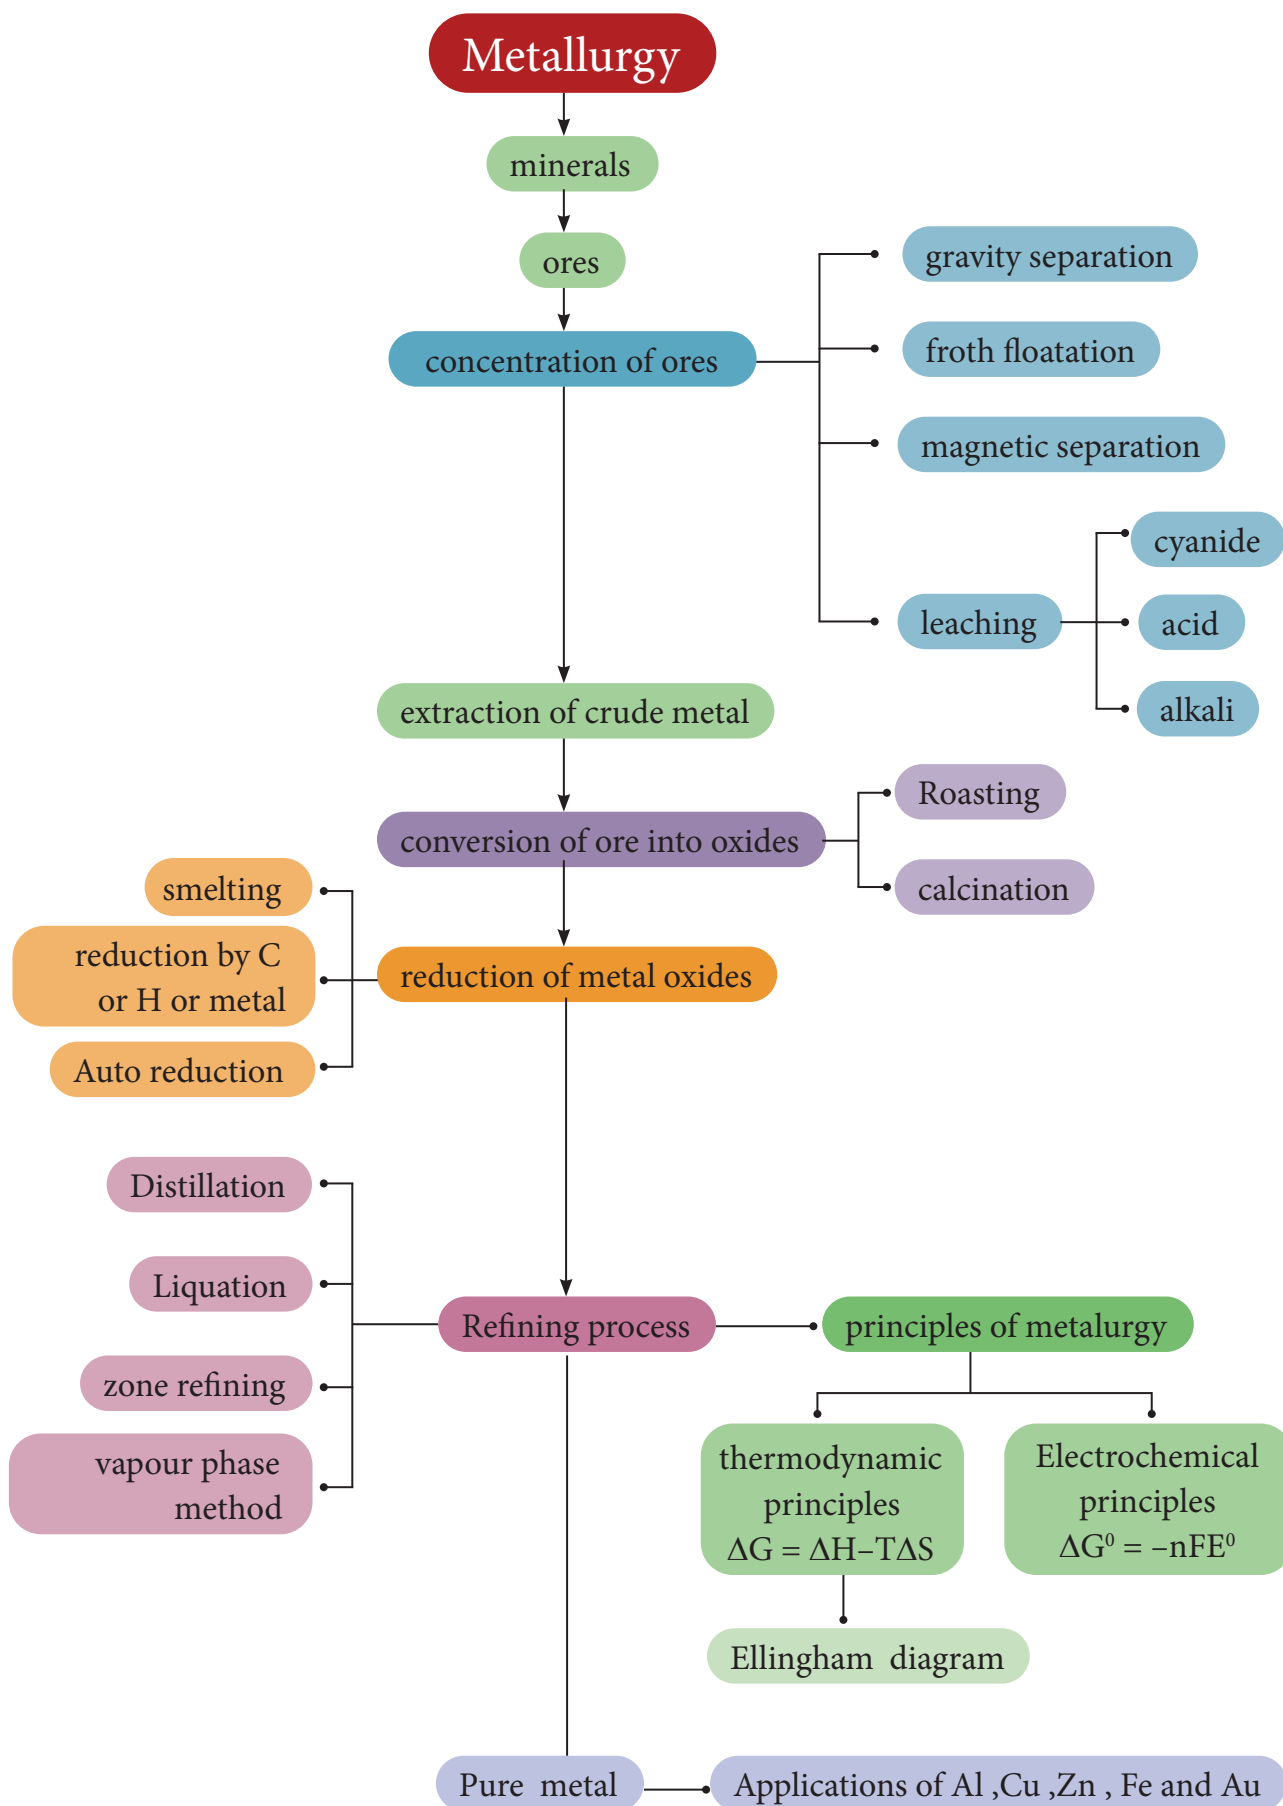 Metallurgy
minerals
ores
concentration of ores
gravity separation
froth floatation
magnetic separation
leaching
cyanide
acid
alkali
extraction of crude metal
conversion of ore into oxides
Roasting
calcination
reduction of metal oxides
smelting
reduction by C
or H or metal
Auto reduction
Refining process
Distillation
Liquation
zone refining
vapour phase
method
principles of metalurgy
thermodynamic
principles
ΔG = ΔH–TΔS
Electrochemical
principles
ΔG⁰ = –nFE⁰
Ellingham diagram
Pure metal
Applications of Al ,Cu ,Zn , Fe and Au